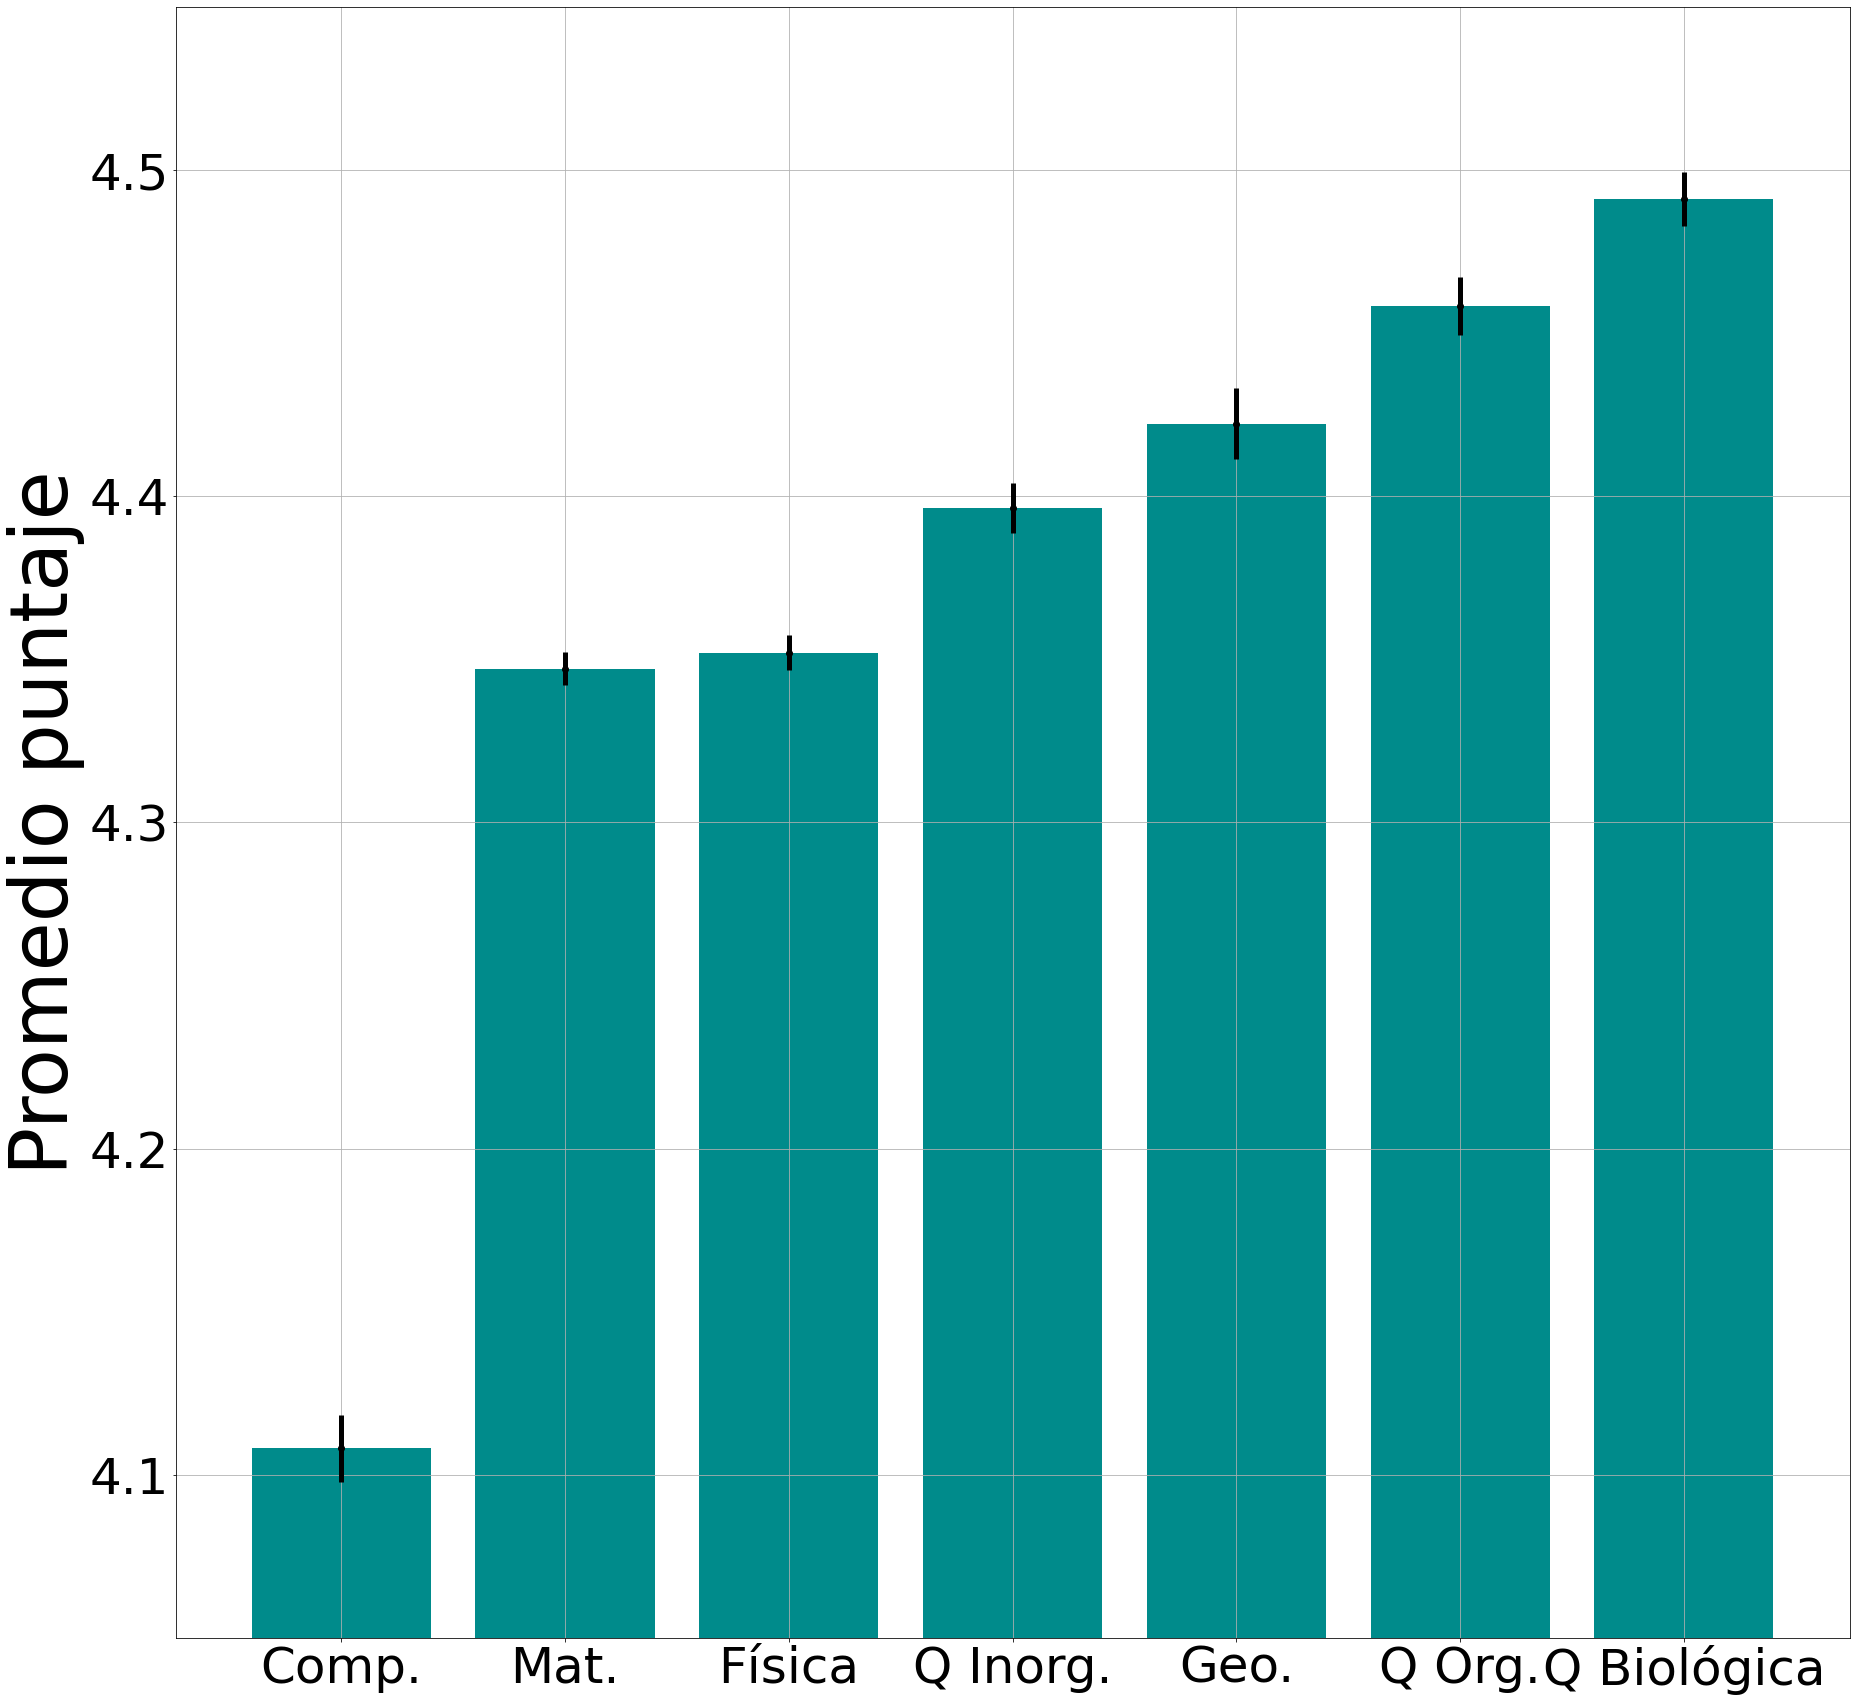 Promedio puntaje
4.5
4.4
4.3
4.2
4.1
Comp. Mat. Física Q Inorg. Geo. Q Org. Q Biológica